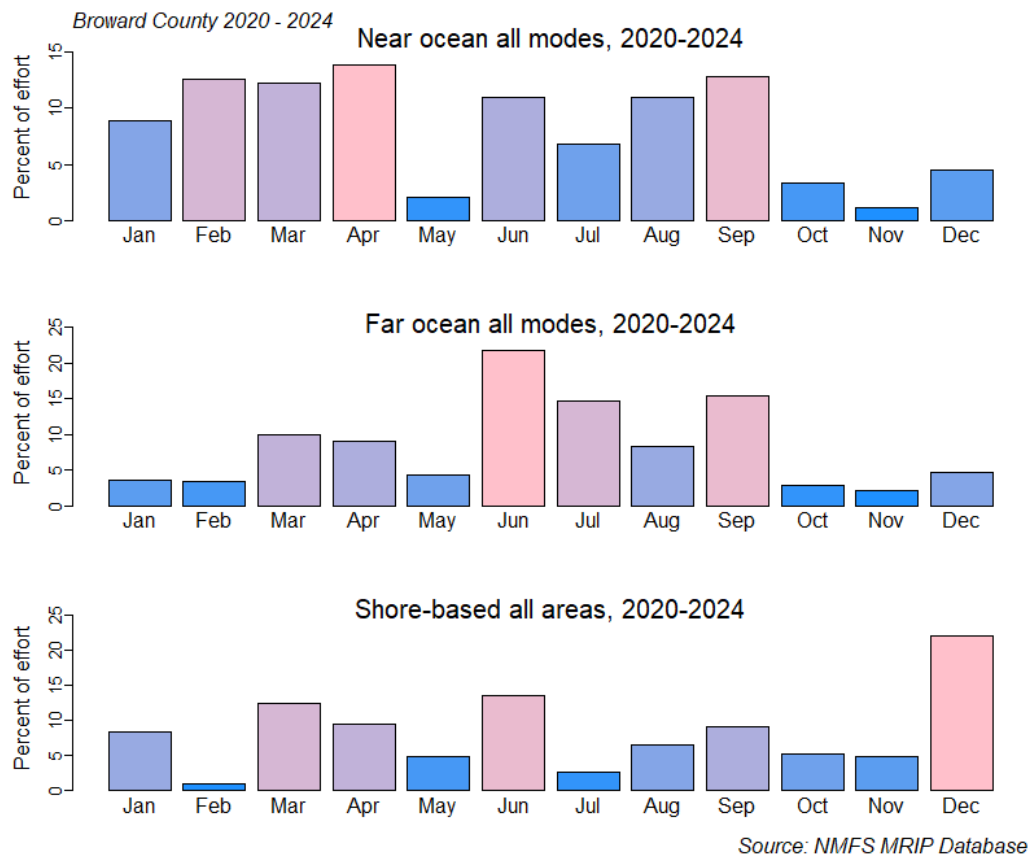 Broward County 2020 - 2024
Near ocean all modes, 2020-2024
Percent of effort
15
10
5
0
Jan Feb Mar Apr May Jun Jul Aug Sep Oct Nov Dec
Far ocean all modes, 2020-2024
Percent of effort
25
20
15
10
5
0
Jan Feb Mar Apr May Jun Jul Aug Sep Oct Nov Dec
Shore-based all areas, 2020-2024
Percent of effort
25
20
15
10
5
0
Jan Feb Mar Apr May Jun Jul Aug Sep Oct Nov Dec
Source: NMFS MRIP Database